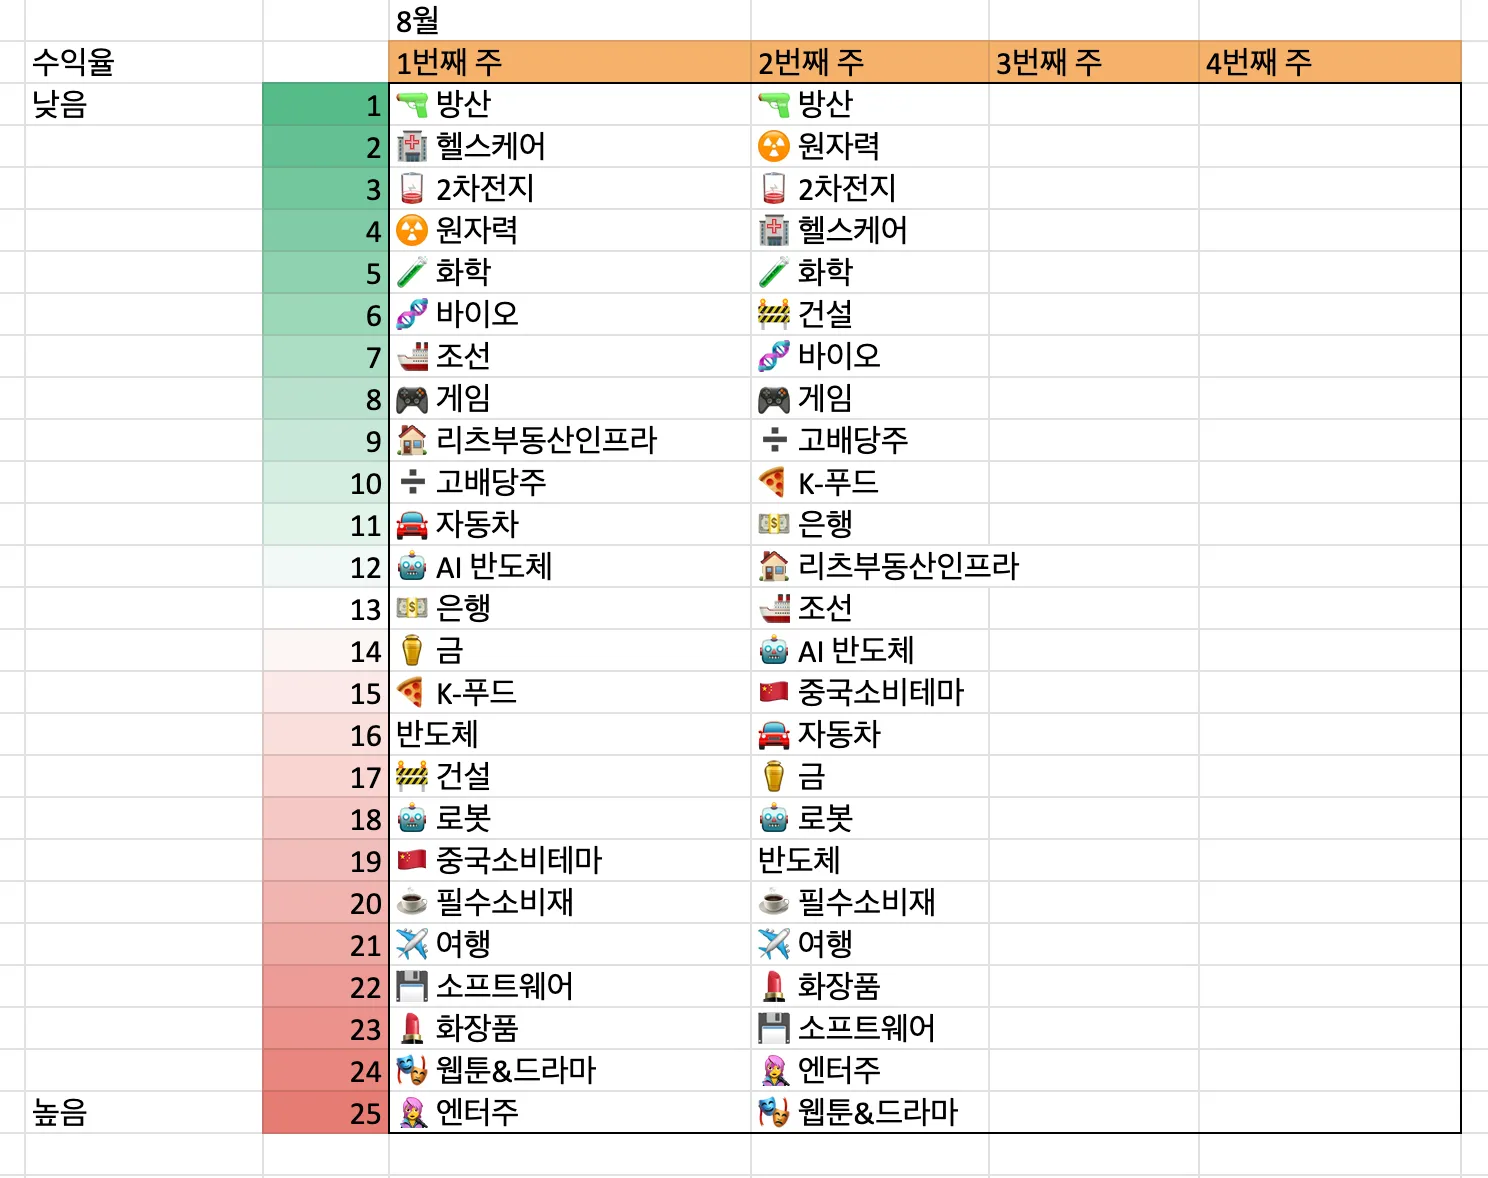 8월
수익율 1번째 주 2번째 주 3번째 주 4번째 주
낮음 1 방산 방산
2 헬스케어 원자력
3 2차전지 2차전지
4 원자력 헬스케어
5 화학 화학
6 바이오 건설
7 조선 바이오
8 게임 게임
9 리츠부동산인프라 고배당주
10 고배당주 K-푸드
11 자동차 은행
12 AI 반도체 리츠부동산인프라
13 은행 조선
14 금 AI 반도체
15 K-푸드 중국소비테마
16 반도체 자동차
17 건설 금
18 로봇 로봇
19 중국소비테마 반도체
20 필수소비재 필수소비재
21 여행 여행
22 소프트웨어 화장품
23 화장품 소프트웨어
24 웹툰&드라마 엔터주
높음 25 엔터주 웹툰&드라마